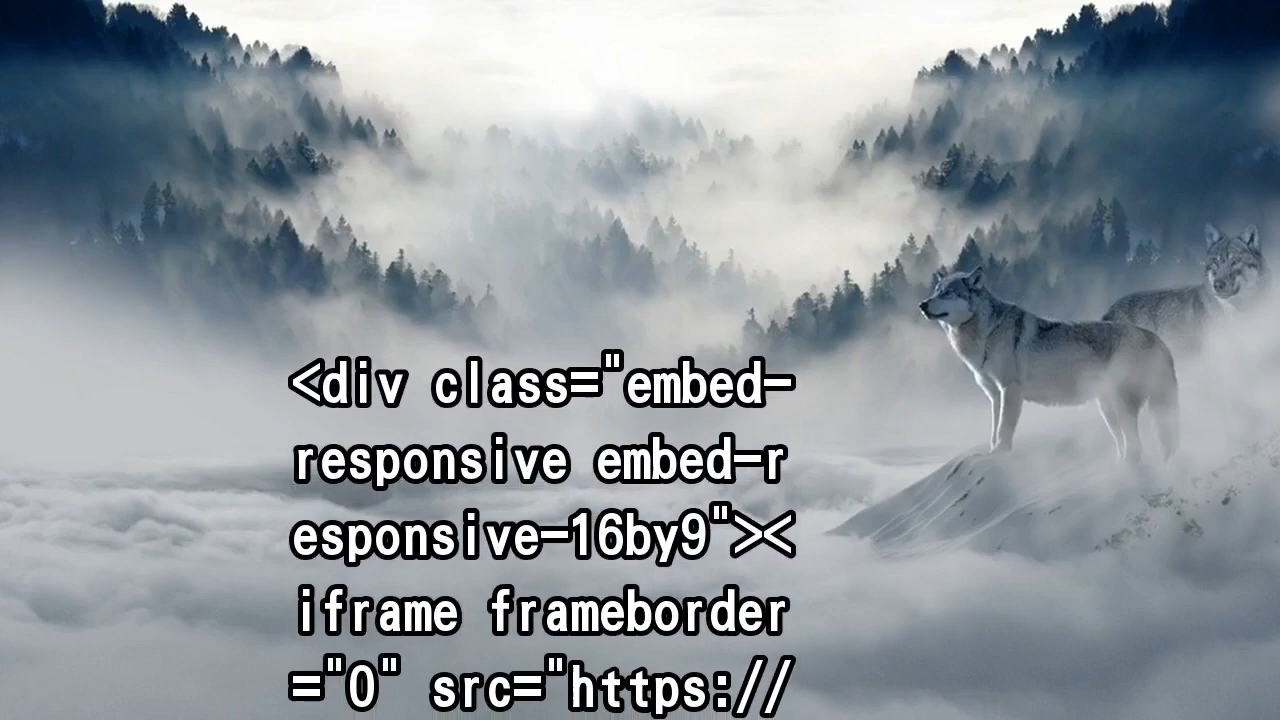 <div class="embed-
responsive embed-r
esponsive-16by9"><
iframe frameborder
="0" src="https://